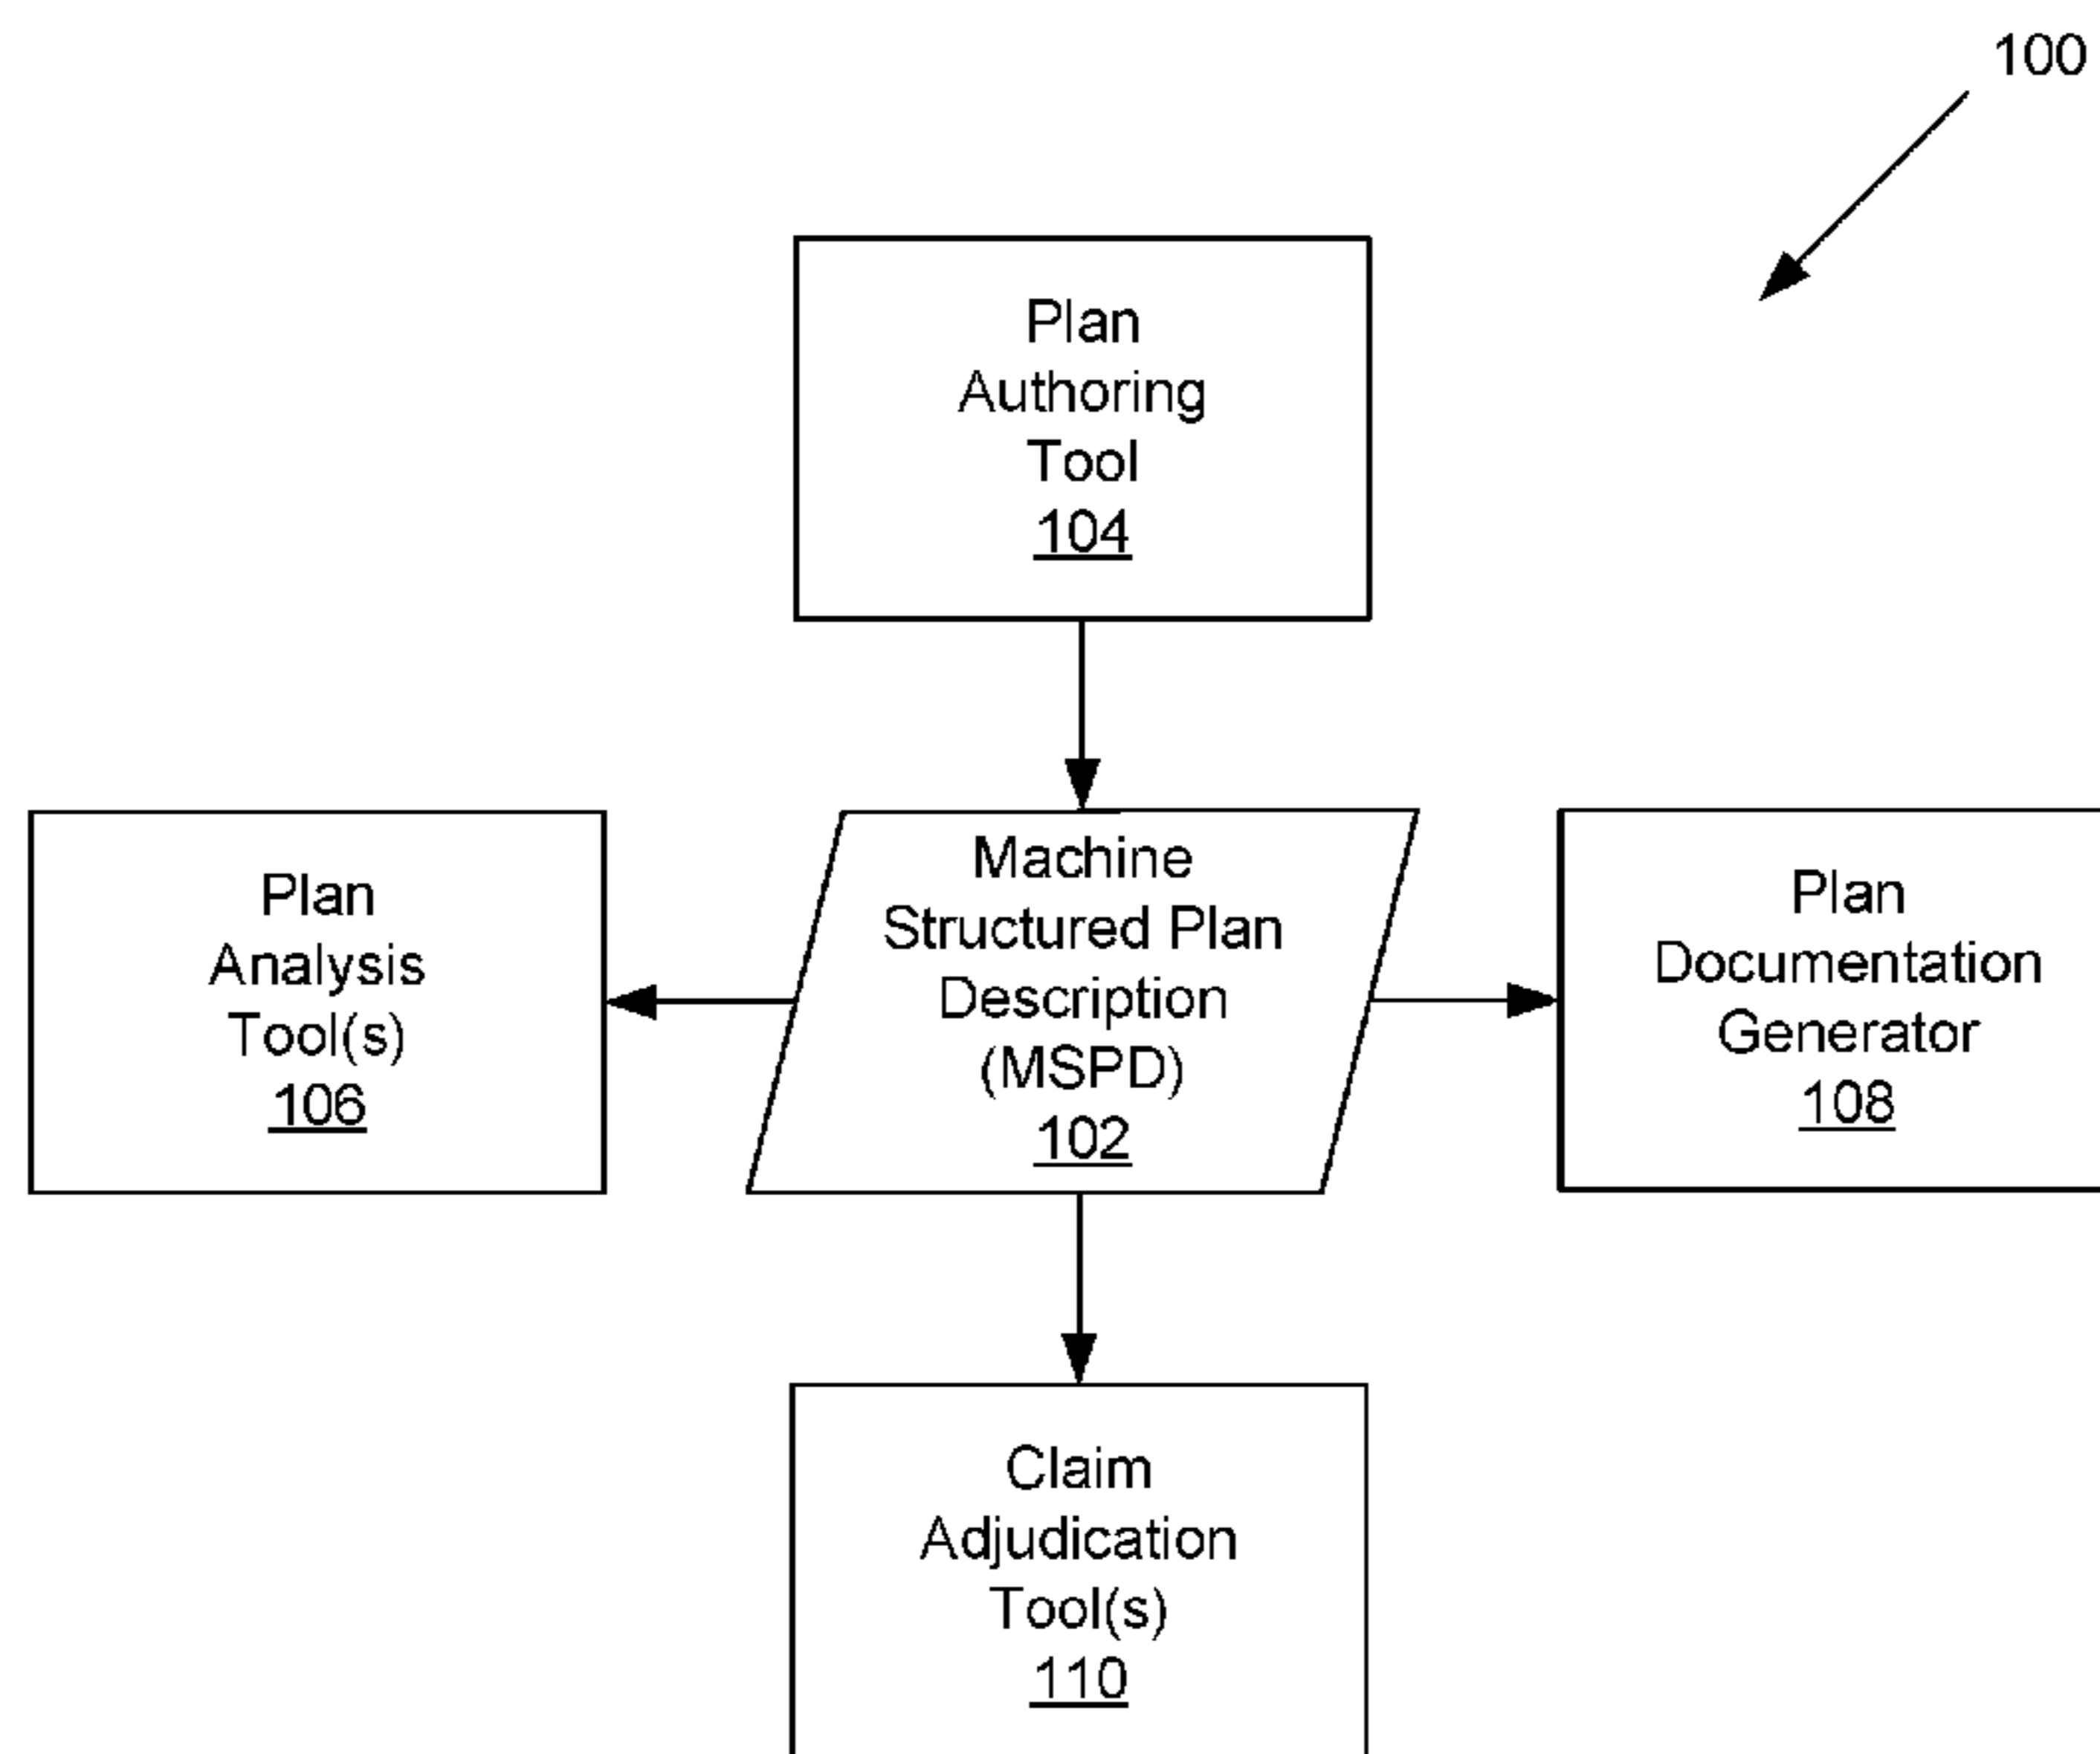 100
Plan
Authoring
Tool
104
Plan
Analysis
Tool(s)
106
Machine
Structured Plan
Description
(MSPD)
102
Plan
Documentation
Generator
108
Claim
Adjudication
Tool(s)
110